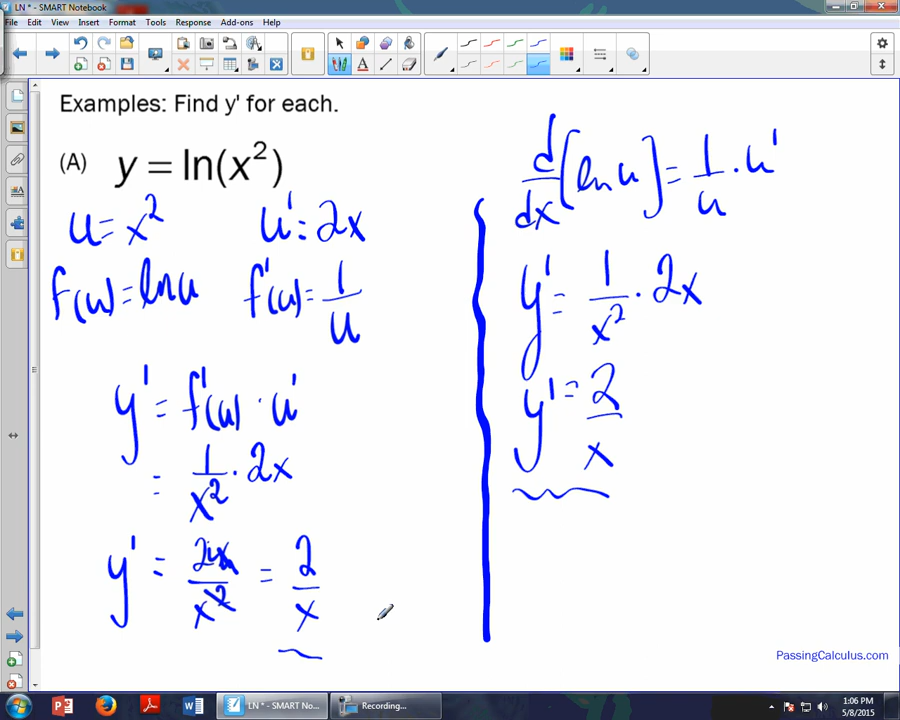 LN * - SMART Notebook
File Edit View Insert Format Tools Response Add-ons Help
Examples: Find y' for each.
(A) y = ln(x²)
u = x² u' = 2x
f(u) = ln u f'(u) = 1/u
y' = f'(u) · u'
= 1/x² · 2x
y' = 2x/x² = 2/x
d/dx [ln u] = 1/u · u'
y' = 1/x² · 2x
y' = 2/x
PassingCalculus.com
LN * - SMART Notebo...
Recording...
1:06 PM
5/8/2015